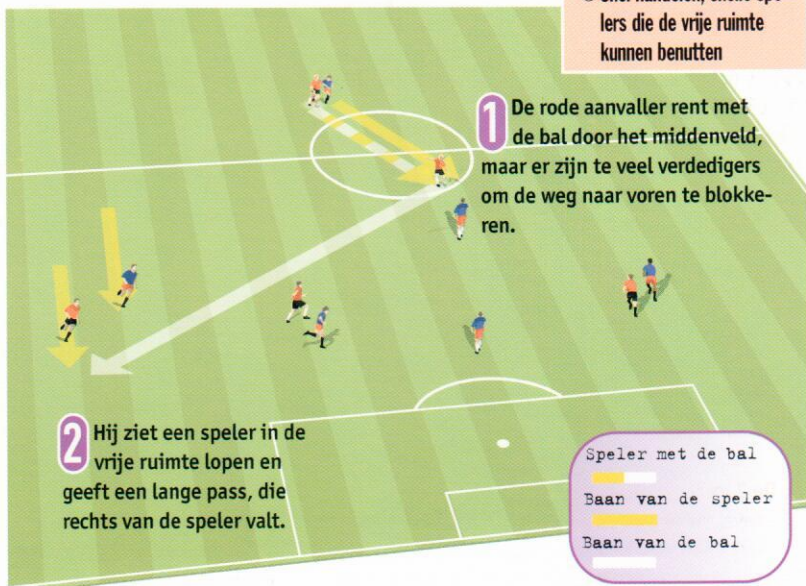 lers die de vrije ruimte
kunnen benutten
1 De rode aanvaller rent met
de bal door het middenveld,
maar er zijn te veel verdedigers
om de weg naar voren te blokke-
ren.
2 Hij ziet een speler in de
vrije ruimte lopen en
geeft een lange pass, die
rechts van de speler valt.
Speler met de bal
Baan van de speler
Baan van de bal